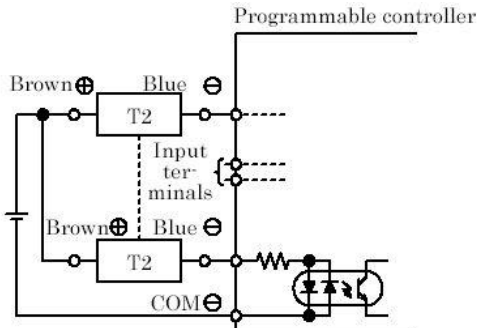 Programmable controller
Brown⊕ Blue ⊖
T2
Input
ter-
minals
Brown⊕ Blue ⊖
T2
COM⊖